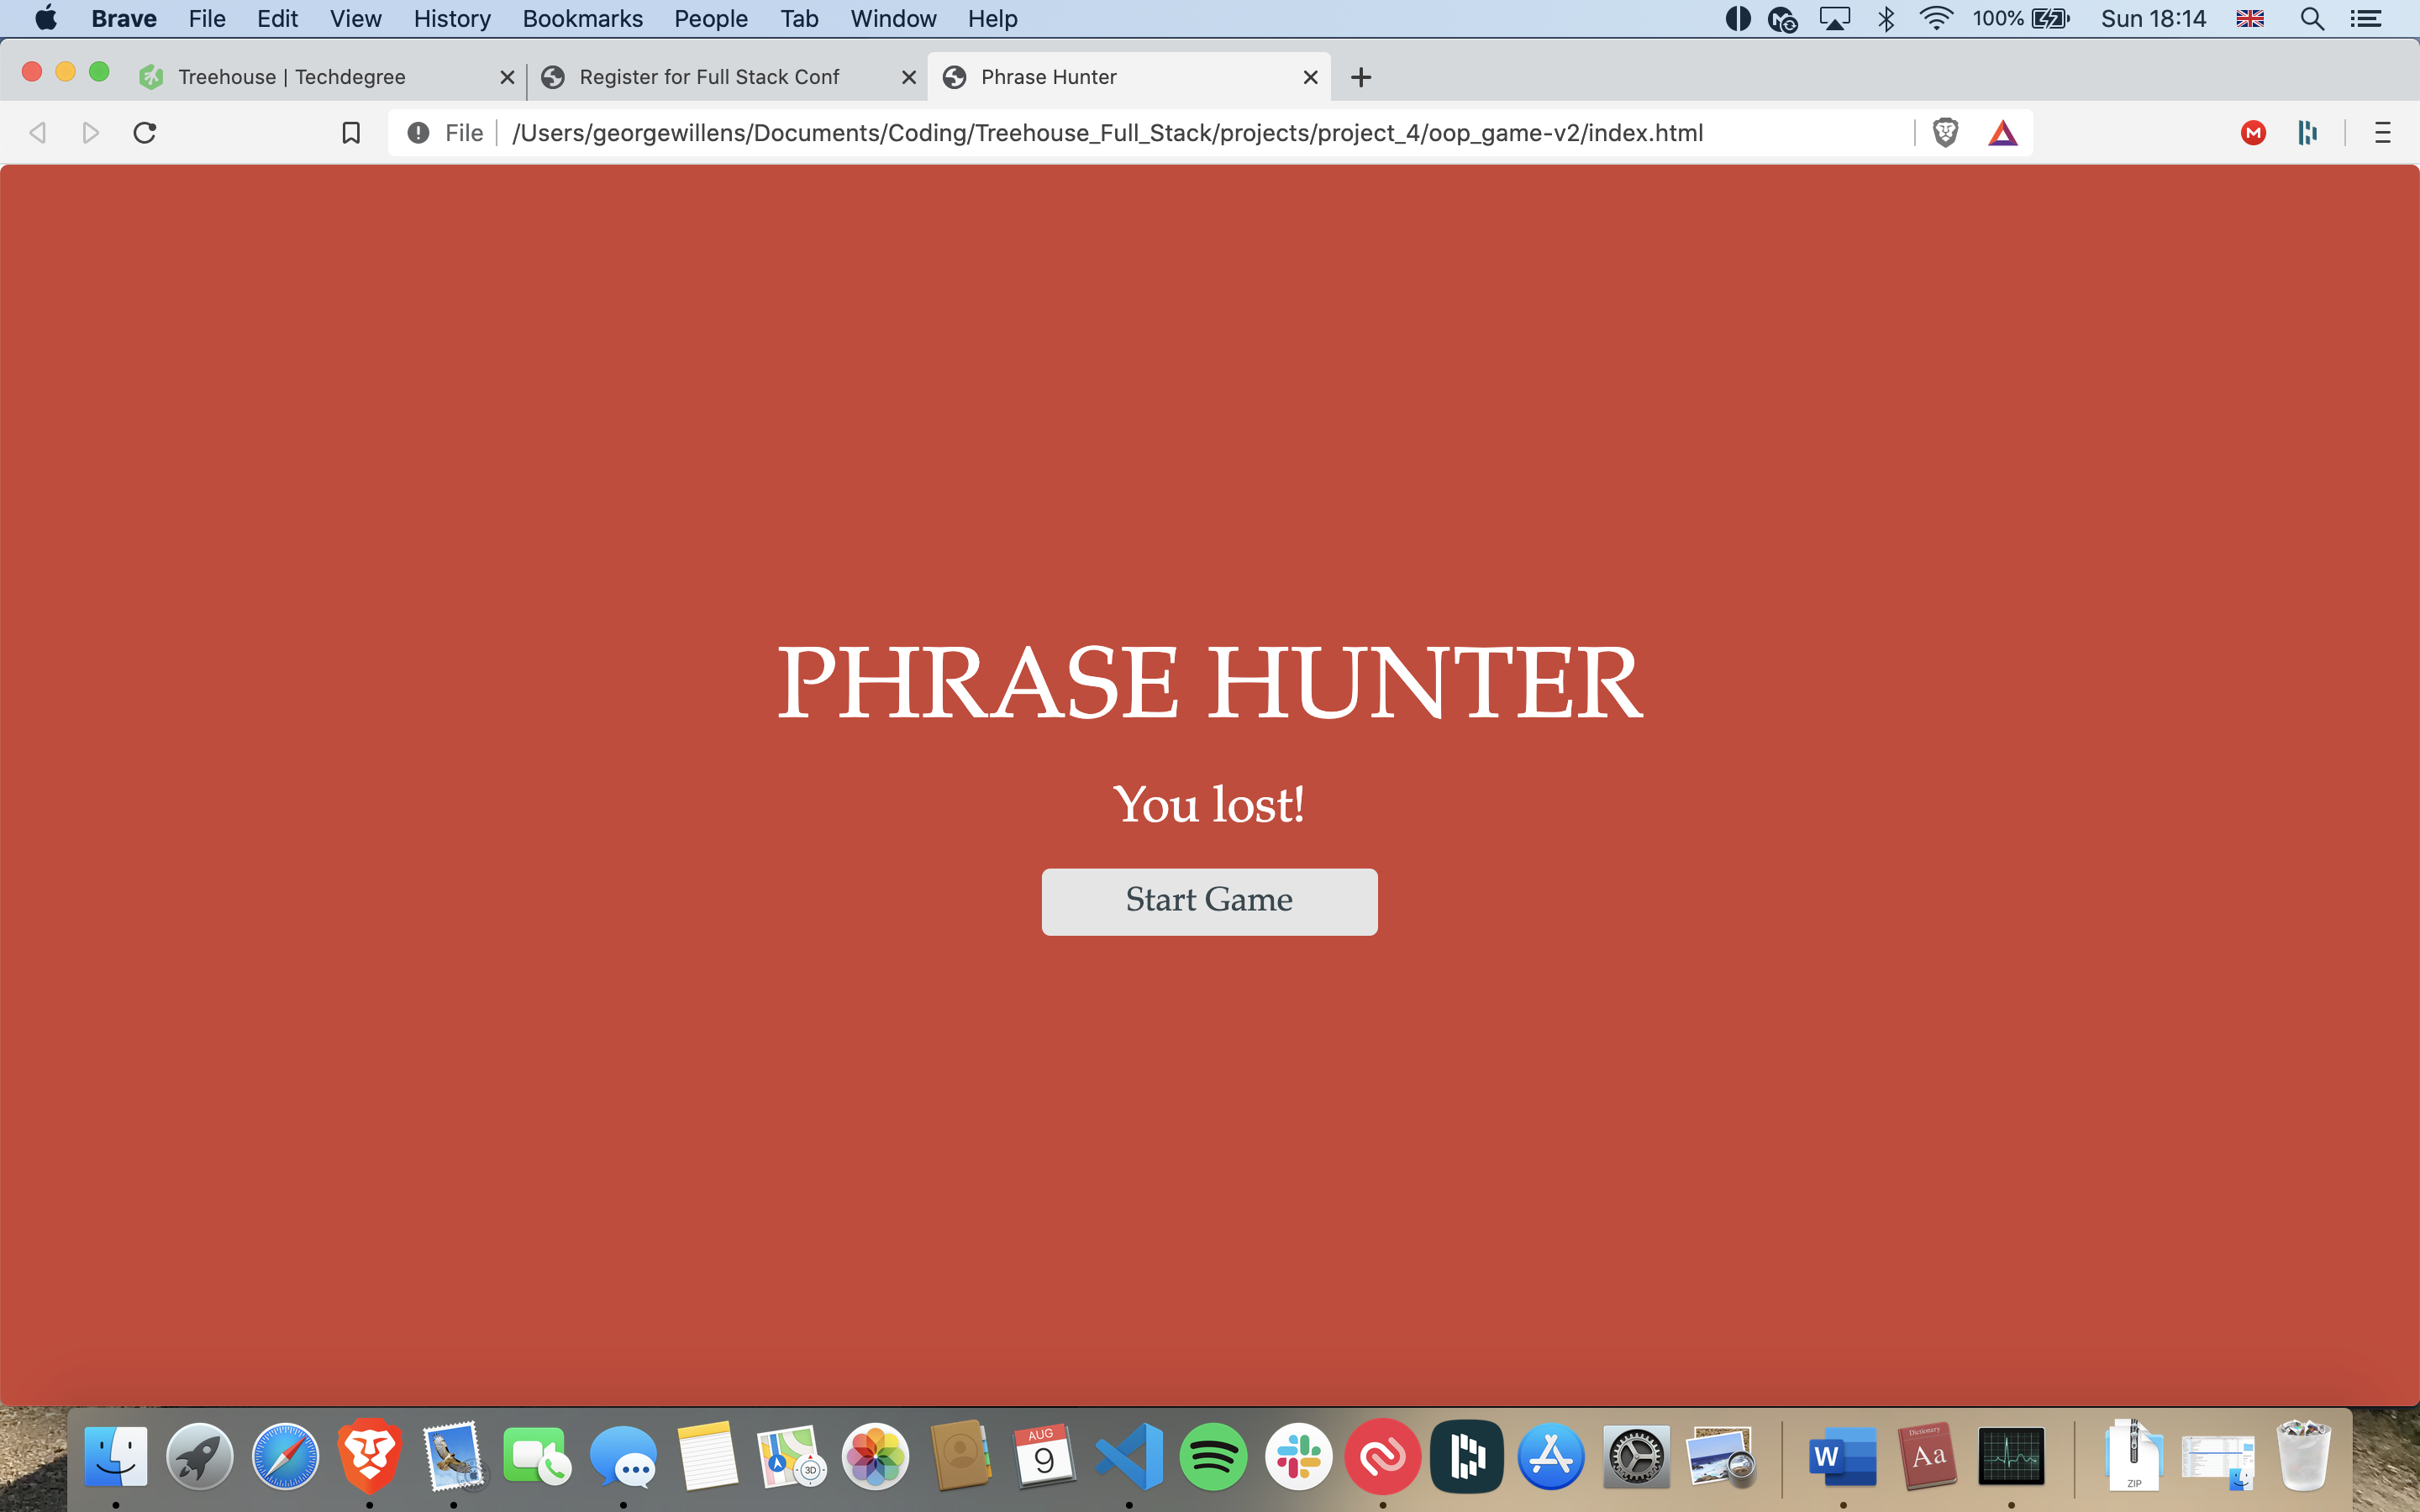 Brave File Edit View History Bookmarks People Tab Window Help 100% Sun 18:14
Treehouse | Techdegree Register for Full Stack Conf Phrase Hunter
File /Users/georgewillens/Documents/Coding/Treehouse_Full_Stack/projects/project_4/oop_game-v2/index.html
M
PHRASE HUNTER
You lost!
Start Game
AUG
9
3D
W
Dictionary
Aa
ZIP